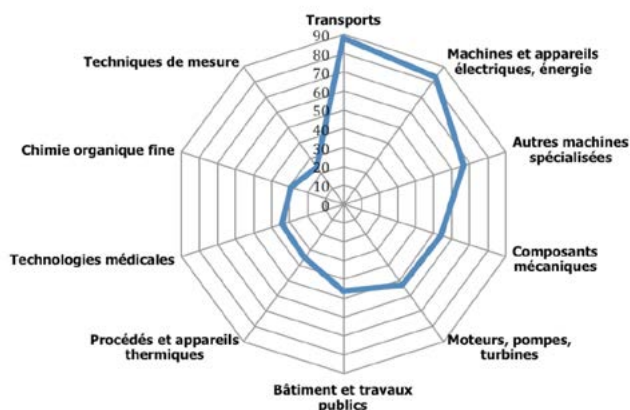 Transports
Machines et appareils
électriques, énergie
Autres machines
spécialisées
Composants
mécaniques
Moteurs, pompes,
turbines
Bâtiment et travaux
publics
Procédés et appareils
thermiques
Technologies médicales
Chimie organique fine
Techniques de mesure
90
80
70
60
50
40
30
20
10
0